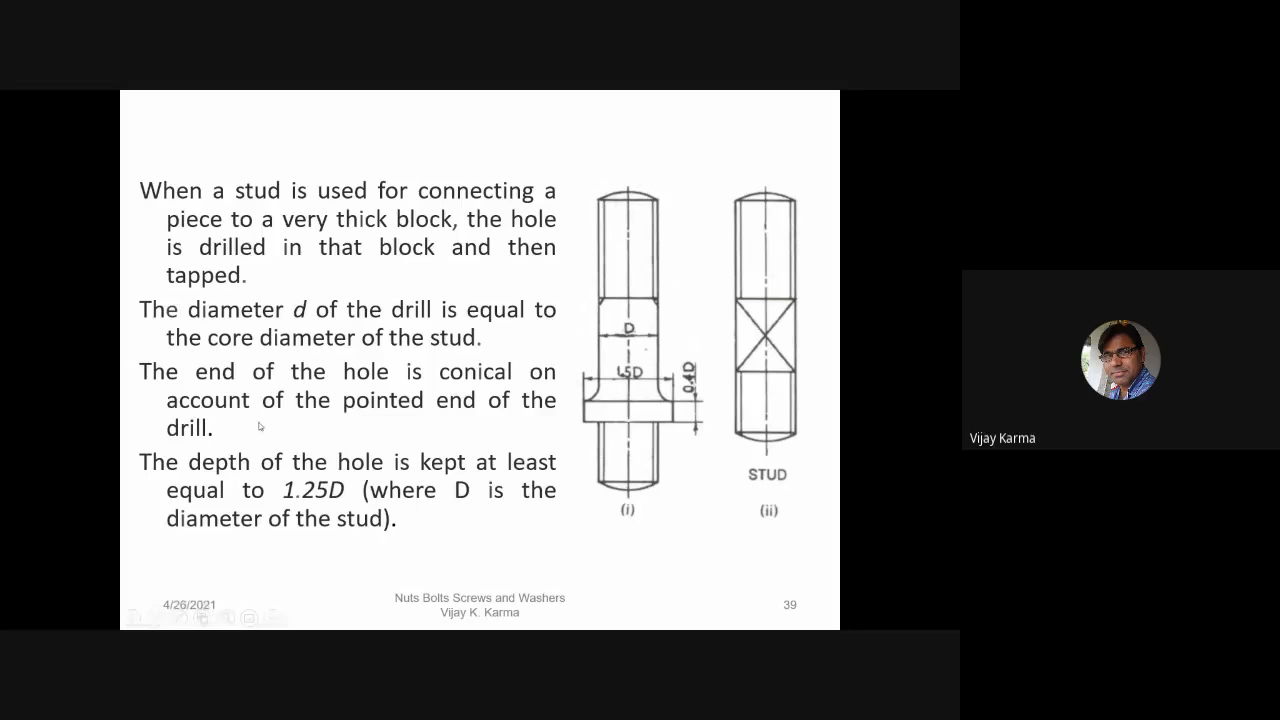 When a stud is used for connecting a
piece to a very thick block, the hole
is drilled in that block and then
tapped.
The diameter d of the drill is equal to
the core diameter of the stud.
The end of the hole is conical on
account of the pointed end of the
drill.
The depth of the hole is kept at least
equal to 1.25D (where D is the
diameter of the stud).
D
1.5D
0.4D
STUD
(i)
(ii)
4/26/2021
Nuts Bolts Screws and Washers
Vijay K. Karma
39
Vijay Karma